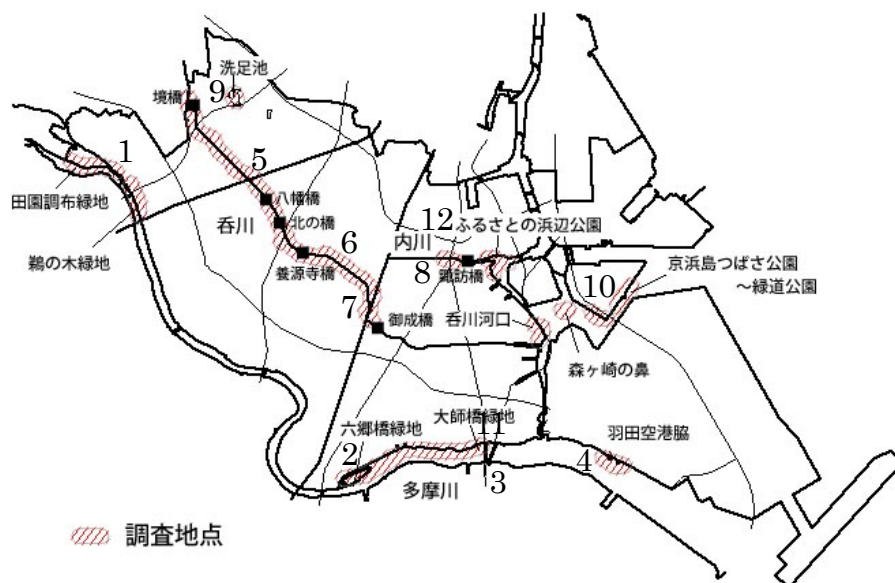 洗足池
9
境橋
1
5
田園調布緑地
八幡橋
呑川
北の橋
12
ふるさとの浜辺公園
鵜の木緑地
6
内川
養源寺橋
8
諏訪橋
京浜島つばさ公園
~緑道公園
10
7
御成橋
呑川河口
森ヶ崎の鼻
六郷橋緑地
大師橋緑地
11
羽田空港脇
2
4
3
多摩川
調査地点